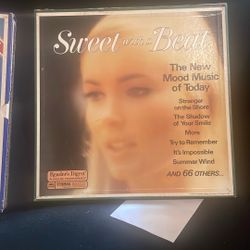 Sweet with a Beat
The New
Mood Music
of Today
Stranger
on the Shore
The Shadow
of Your Smile
More
Try to Remember
It's Impossible
Summer Wind
AND 66 OTHERS...
Reader's Digest
STEREO